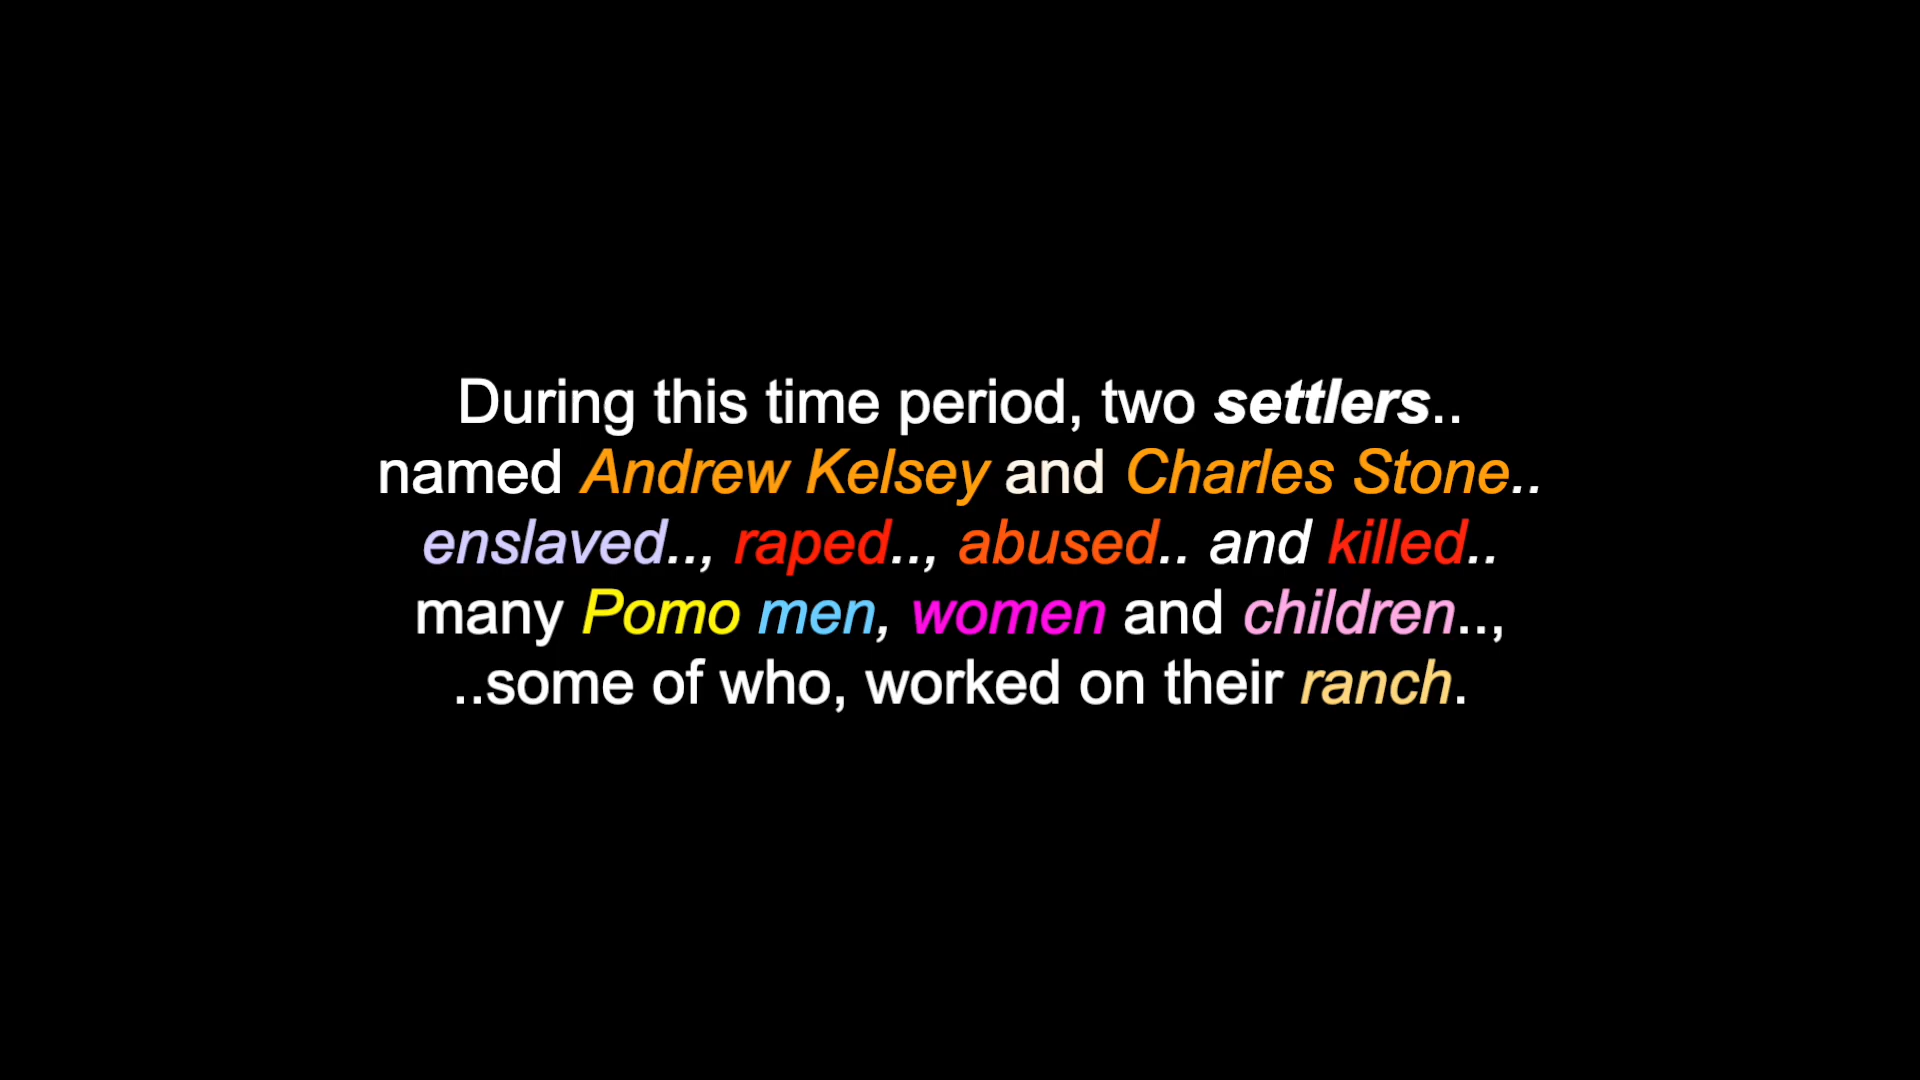 During this time period, two settlers..
named Andrew Kelsey and Charles Stone..
enslaved.., raped.., abused.. and killed..
many Pomo men, women and children..,
..some of who, worked on their ranch.